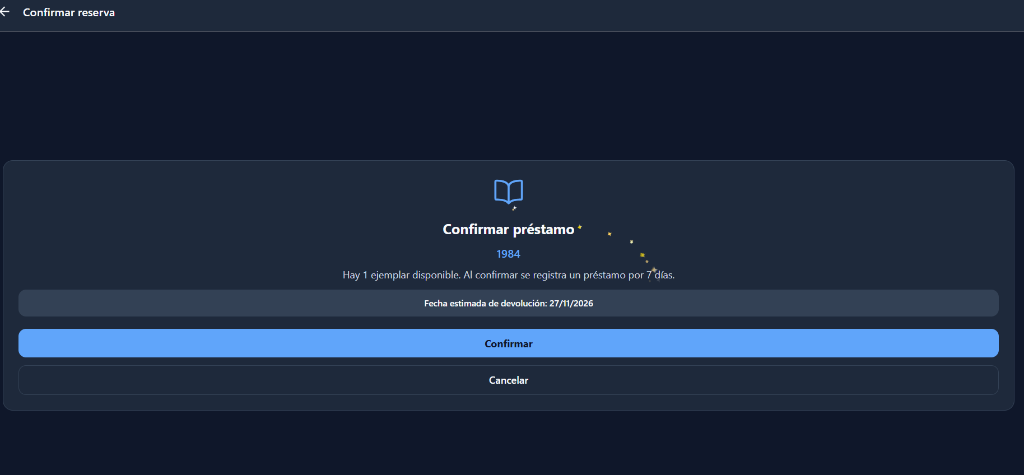 Confirmar reserva
Confirmar préstamo
1984
Hay 1 ejemplar disponible. Al confirmar se registra un préstamo por 7 días.
Fecha estimada de devolución: 27/11/2026
Confirmar
Cancelar